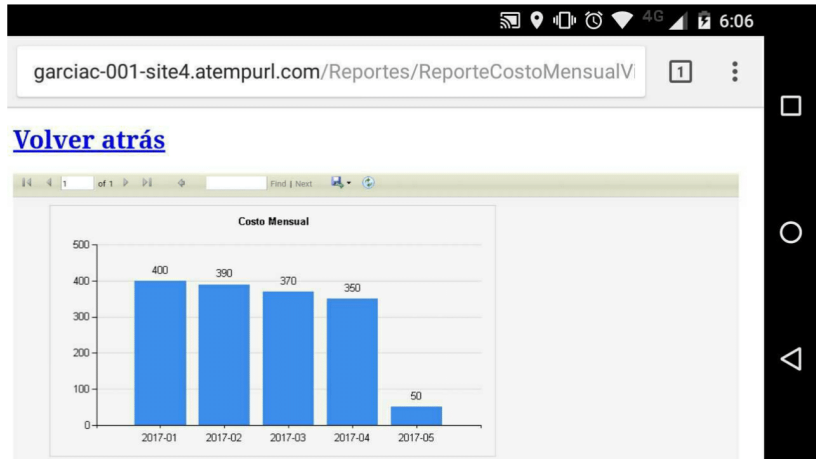 4G 6:06
garciac-001-site4.atempurl.com/Reportes/ReporteCostoMensualVi
1
Volver atrás
1 of 1 Find | Next
Costo Mensual
500
400
300
200
100
0
400
390
370
350
50
2017-01 2017-02 2017-03 2017-04 2017-05